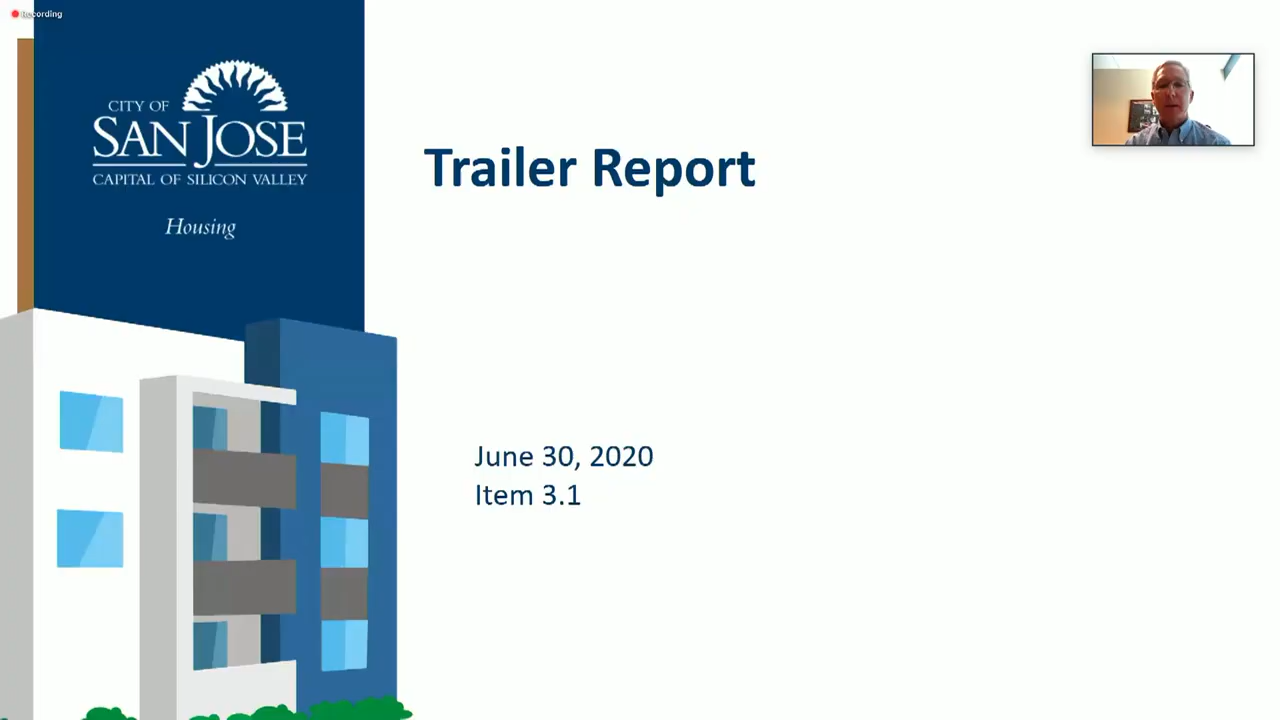 Recording
CITY OF
SAN JOSE
CAPITAL OF SILICON VALLEY
Housing
Trailer Report
June 30, 2020
Item 3.1